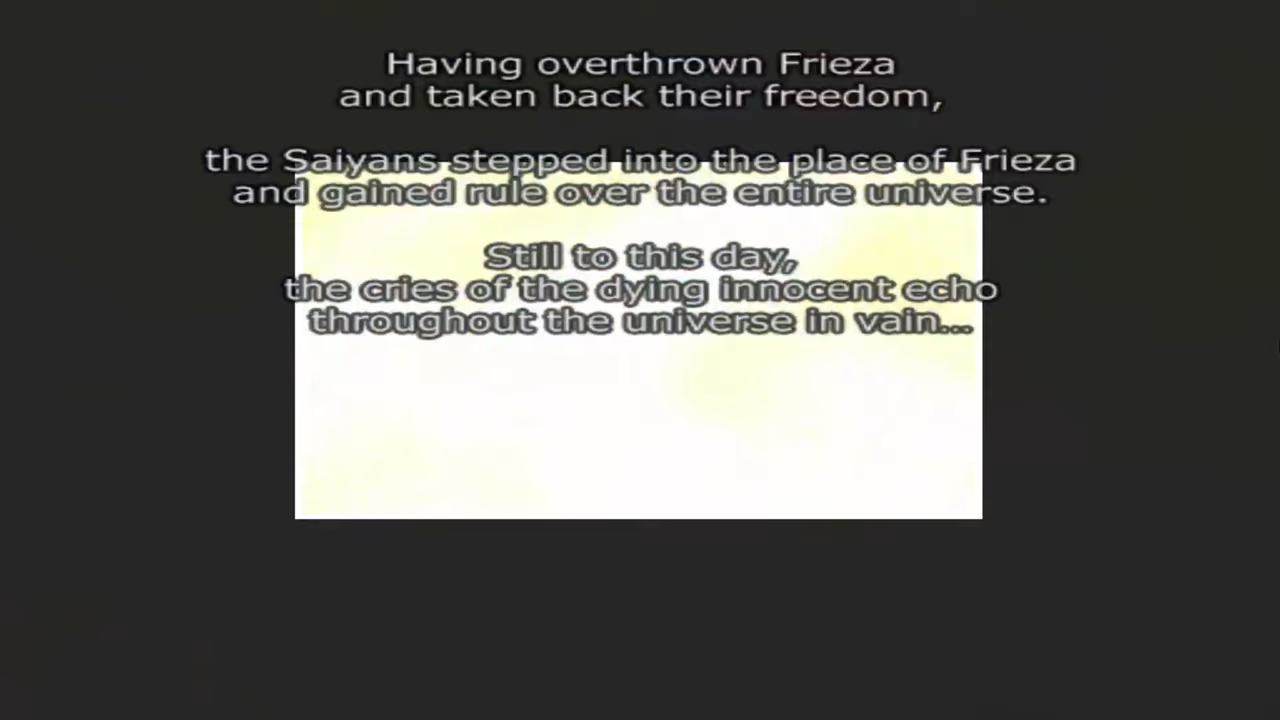 Having overthrown Frieza
and taken back their freedom,
the Saiyans stepped into the place of Frieza
and gained rule over the entire universe.
Still to this day,
the cries of the dying innocent echo
throughout the universe in vain...